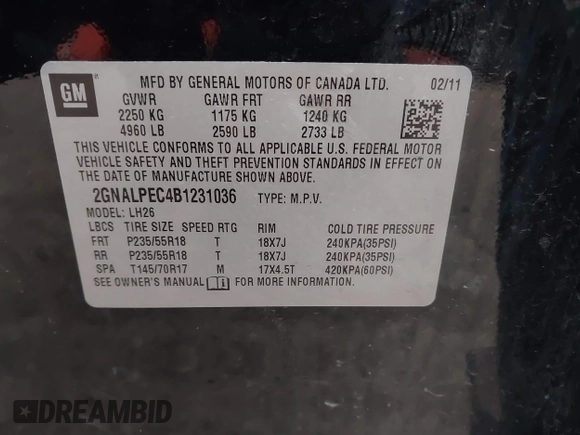 GM
MFD BY GENERAL MOTORS OF CANADA LTD. 02/11
GVWR GAWR FRT GAWR RR
2250 KG 1175 KG 1240 KG
4960 LB 2590 LB 2733 LB
THIS VEHICLE CONFORMS TO ALL APPLICABLE U.S. FEDERAL MOTOR
VEHICLE SAFETY AND THEFT PREVENTION STANDARDS IN EFFECT ON
THE DATE OF MANUFACTURE SHOWN ABOVE.
2GNALPEC4B1231036 TYPE: M.P.V.
MODEL: LH26
LBCS TIRE SIZE SPEED RTG RIM COLD TIRE PRESSURE
FRT P235/55R18 T 18X7J 240KPA(35PSI)
RR P235/55R18 T 18X7J 240KPA(35PSI)
SPA T145/70R17 M 17X4.5T 420KPA(60PSI)
SEE OWNER'S MANUAL FOR MORE INFORMATION.
DREAMBID